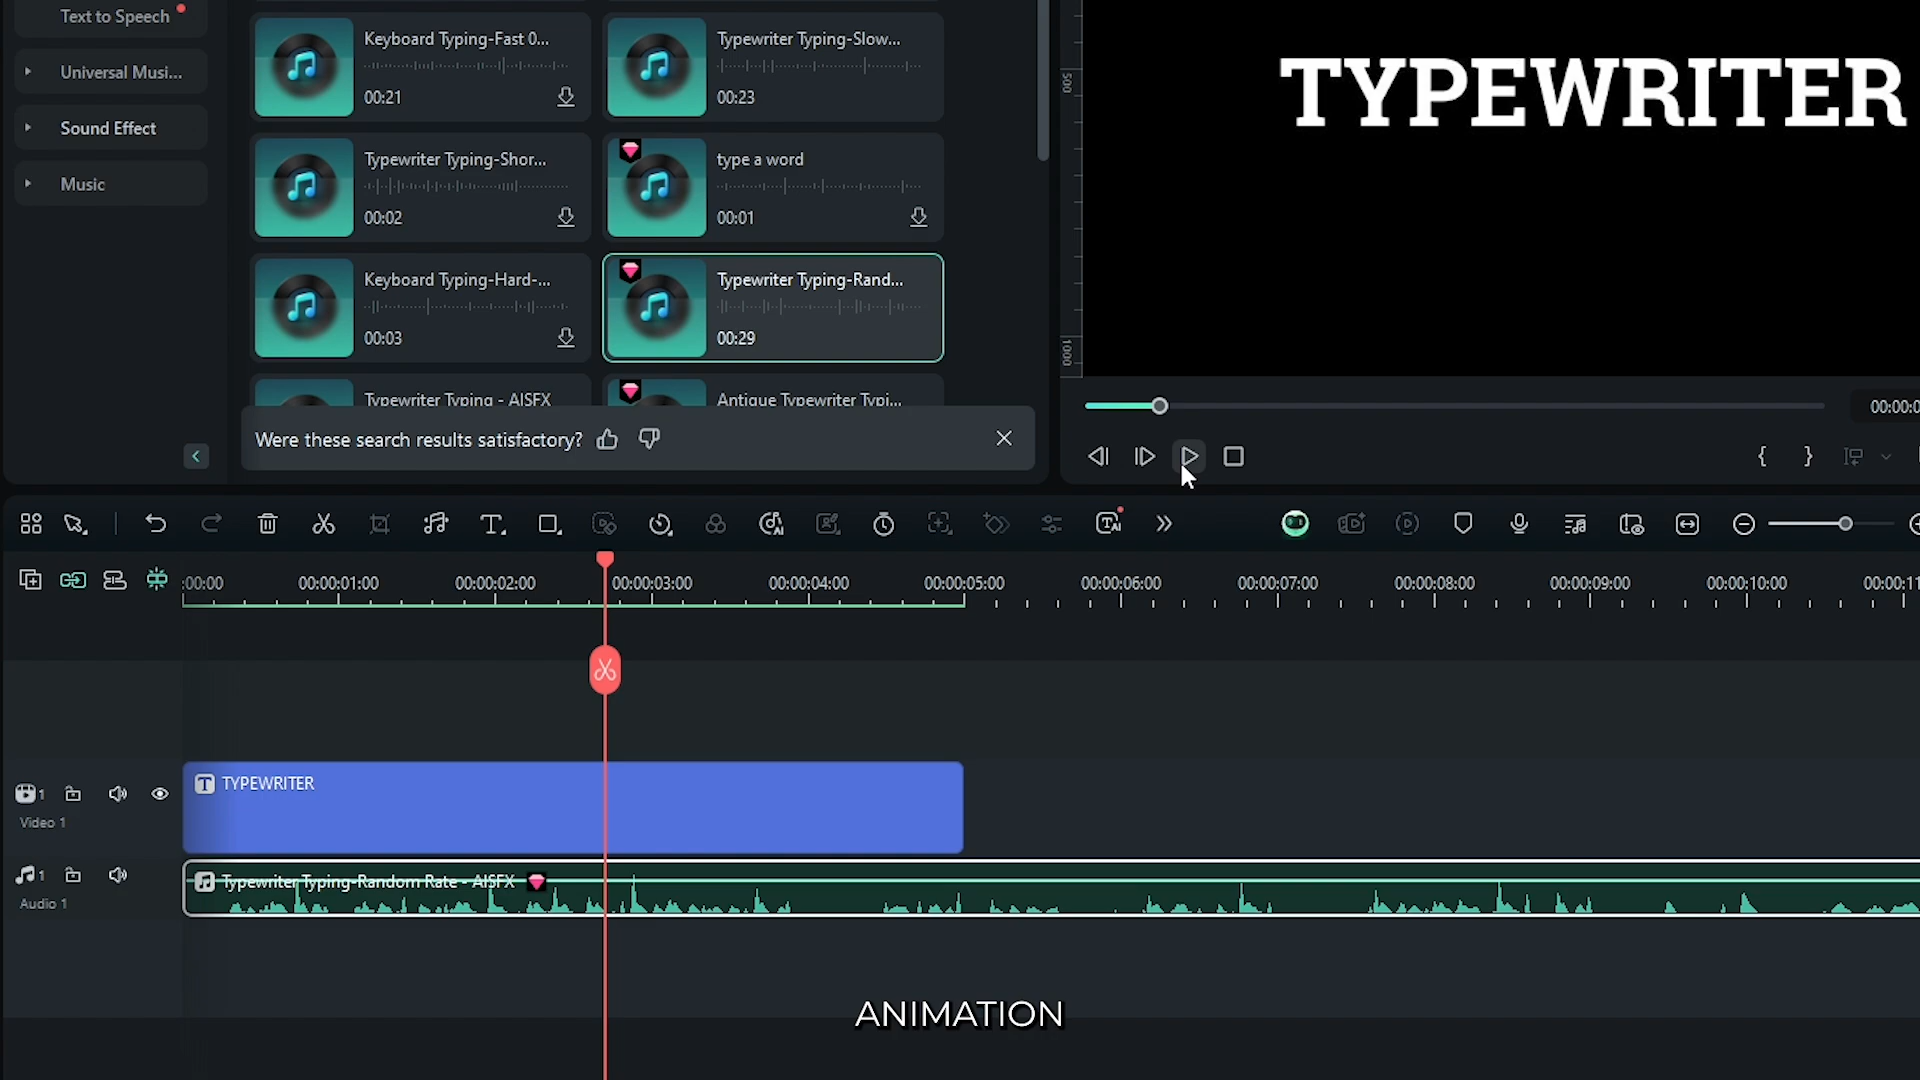 Text to Speech
Universal Musi...
Sound Effect
Music
Keyboard Typing-Fast 0...
00:21
Typewriter Typing-Slow...
00:23
Typewriter Typing-Shor...
00:02
type a word
00:01
Keyboard Typing-Hard-...
00:03
Typewriter Typing-Rand...
00:29
Typewriter Typing - AISFX
Antique Typewriter Typi...
Were these search results satisfactory?
500
1000
TYPEWRITER
00:00:0
:00:00
00:00:01:00
00:00:02:00
00:00:03:00
00:00:04:00
00:00:05:00
00:00:06:00
00:00:07:00
00:00:08:00
00:00:09:00
00:00:10:00
00:00:11
1
Video 1
TYPEWRITER
1
Audio 1
Typewriter Typing-Random Rate - AISFX
ANIMATION